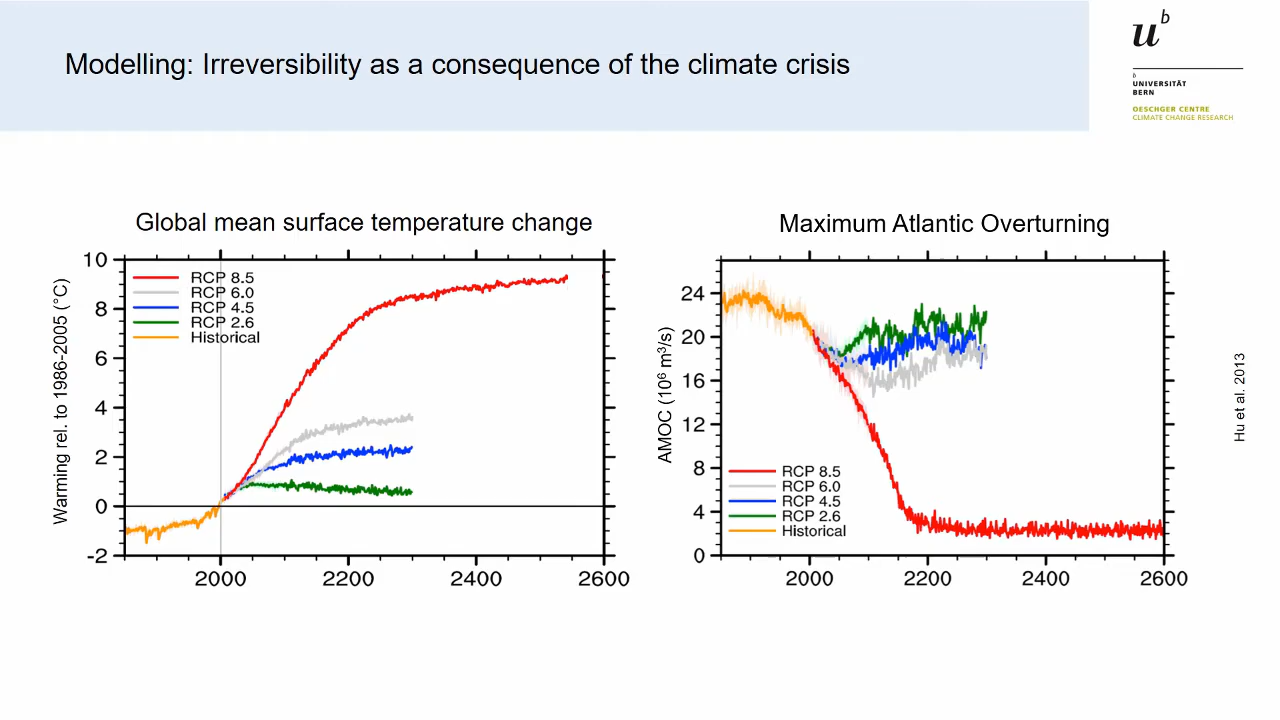 Modelling: Irreversibility as a consequence of the climate crisis
u^b
b
UNIVERSITÄT
BERN
OESCHGER CENTRE
CLIMATE CHANGE RESEARCH
Global mean surface temperature change
Warming rel. to 1986-2005 (°C)
10
8
6
4
2
0
-2
RCP 8.5
RCP 6.0
RCP 4.5
RCP 2.6
Historical
2000
2200
2400
2600
Maximum Atlantic Overturning
AMOC (10⁶ m³/s)
24
20
16
12
8
4
0
RCP 8.5
RCP 6.0
RCP 4.5
RCP 2.6
Historical
2000
2200
2400
2600
Hu et al. 2013